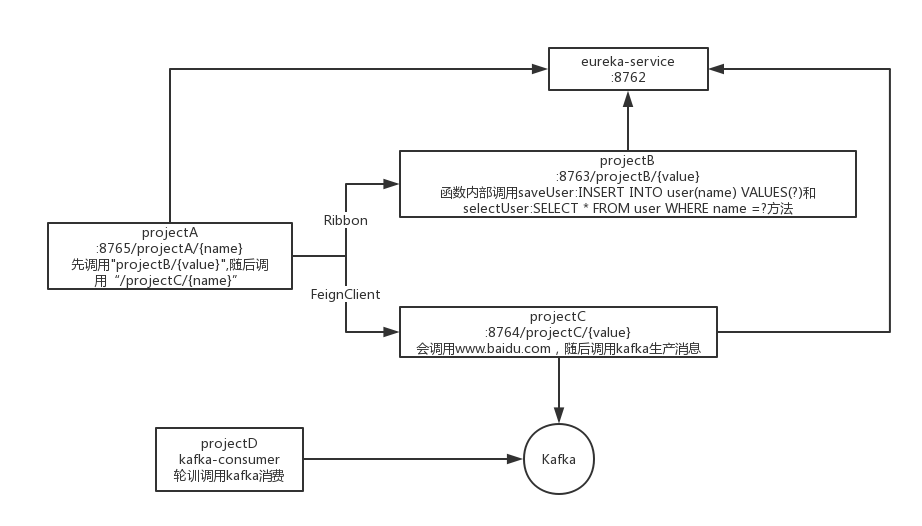 eureka-service
:8762
projectB
:8763/projectB/{value}
函数内部调用saveUser:INSERT INTO user(name) VALUES(?)和
selectUser:SELECT * FROM user WHERE name =?方法
Ribbon
projectA
:8765/projectA/{name}
先调用"projectB/{value}",随后调
用“/projectC/{name}”
FeignClient
projectC
:8764/projectC/{value}
会调用www.baidu.com，随后调用kafka生产消息
projectD
kafka-consumer
轮训调用kafka消费
Kafka